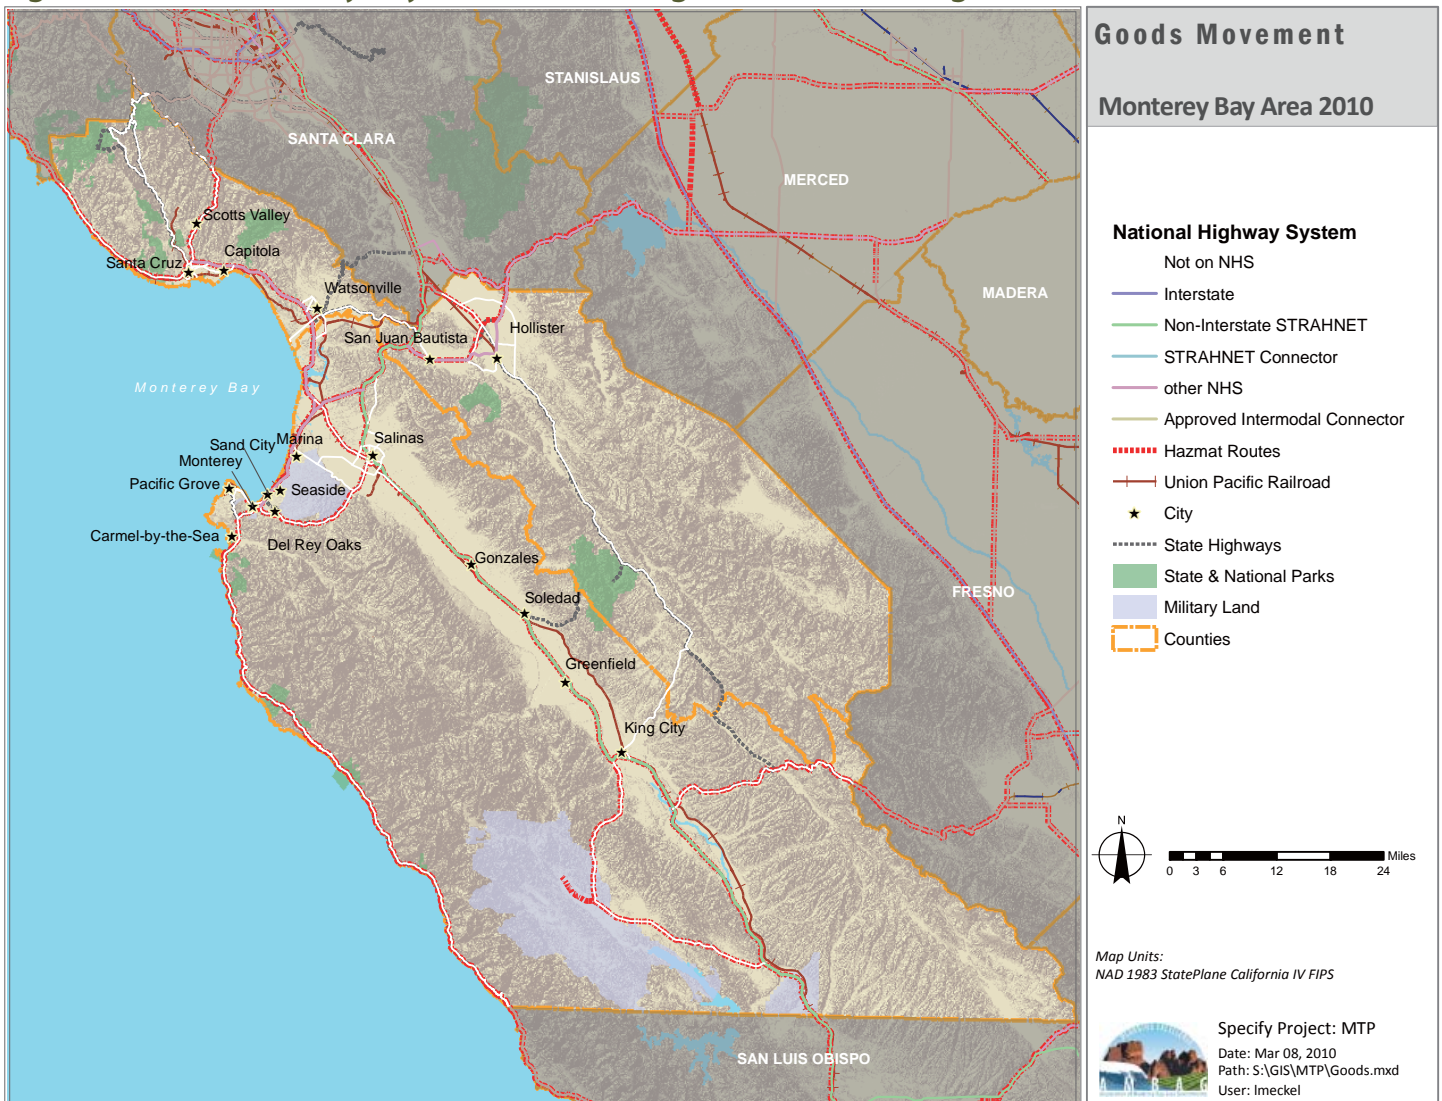 Goods Movement
Monterey Bay Area 2010
STANISLAUS
SANTA CLARA
MERCED
MADERA
FRESNO
SAN LUIS OBISPO
Scotts Valley
Capitola
Santa Cruz
Watsonville
San Juan Bautista
Hollister
Monterey Bay
Marina
Sand City
Salinas
Monterey
Pacific Grove
Seaside
Carmel-by-the-Sea
Del Rey Oaks
Gonzales
Soledad
Greenfield
King City
National Highway System
Not on NHS
Interstate
Non-Interstate STRAHNET
STRAHNET Connector
other NHS
Approved Intermodal Connector
Hazmat Routes
Union Pacific Railroad
City
State Highways
State & National Parks
Military Land
Counties
N
Miles
0 3 6 12 18 24
Map Units:
NAD 1983 StatePlane California IV FIPS
Specify Project: MTP
Date: Mar 08, 2010
Path: S:\GIS\MTP\Goods.mxd
User: lmeckel
AMBAG